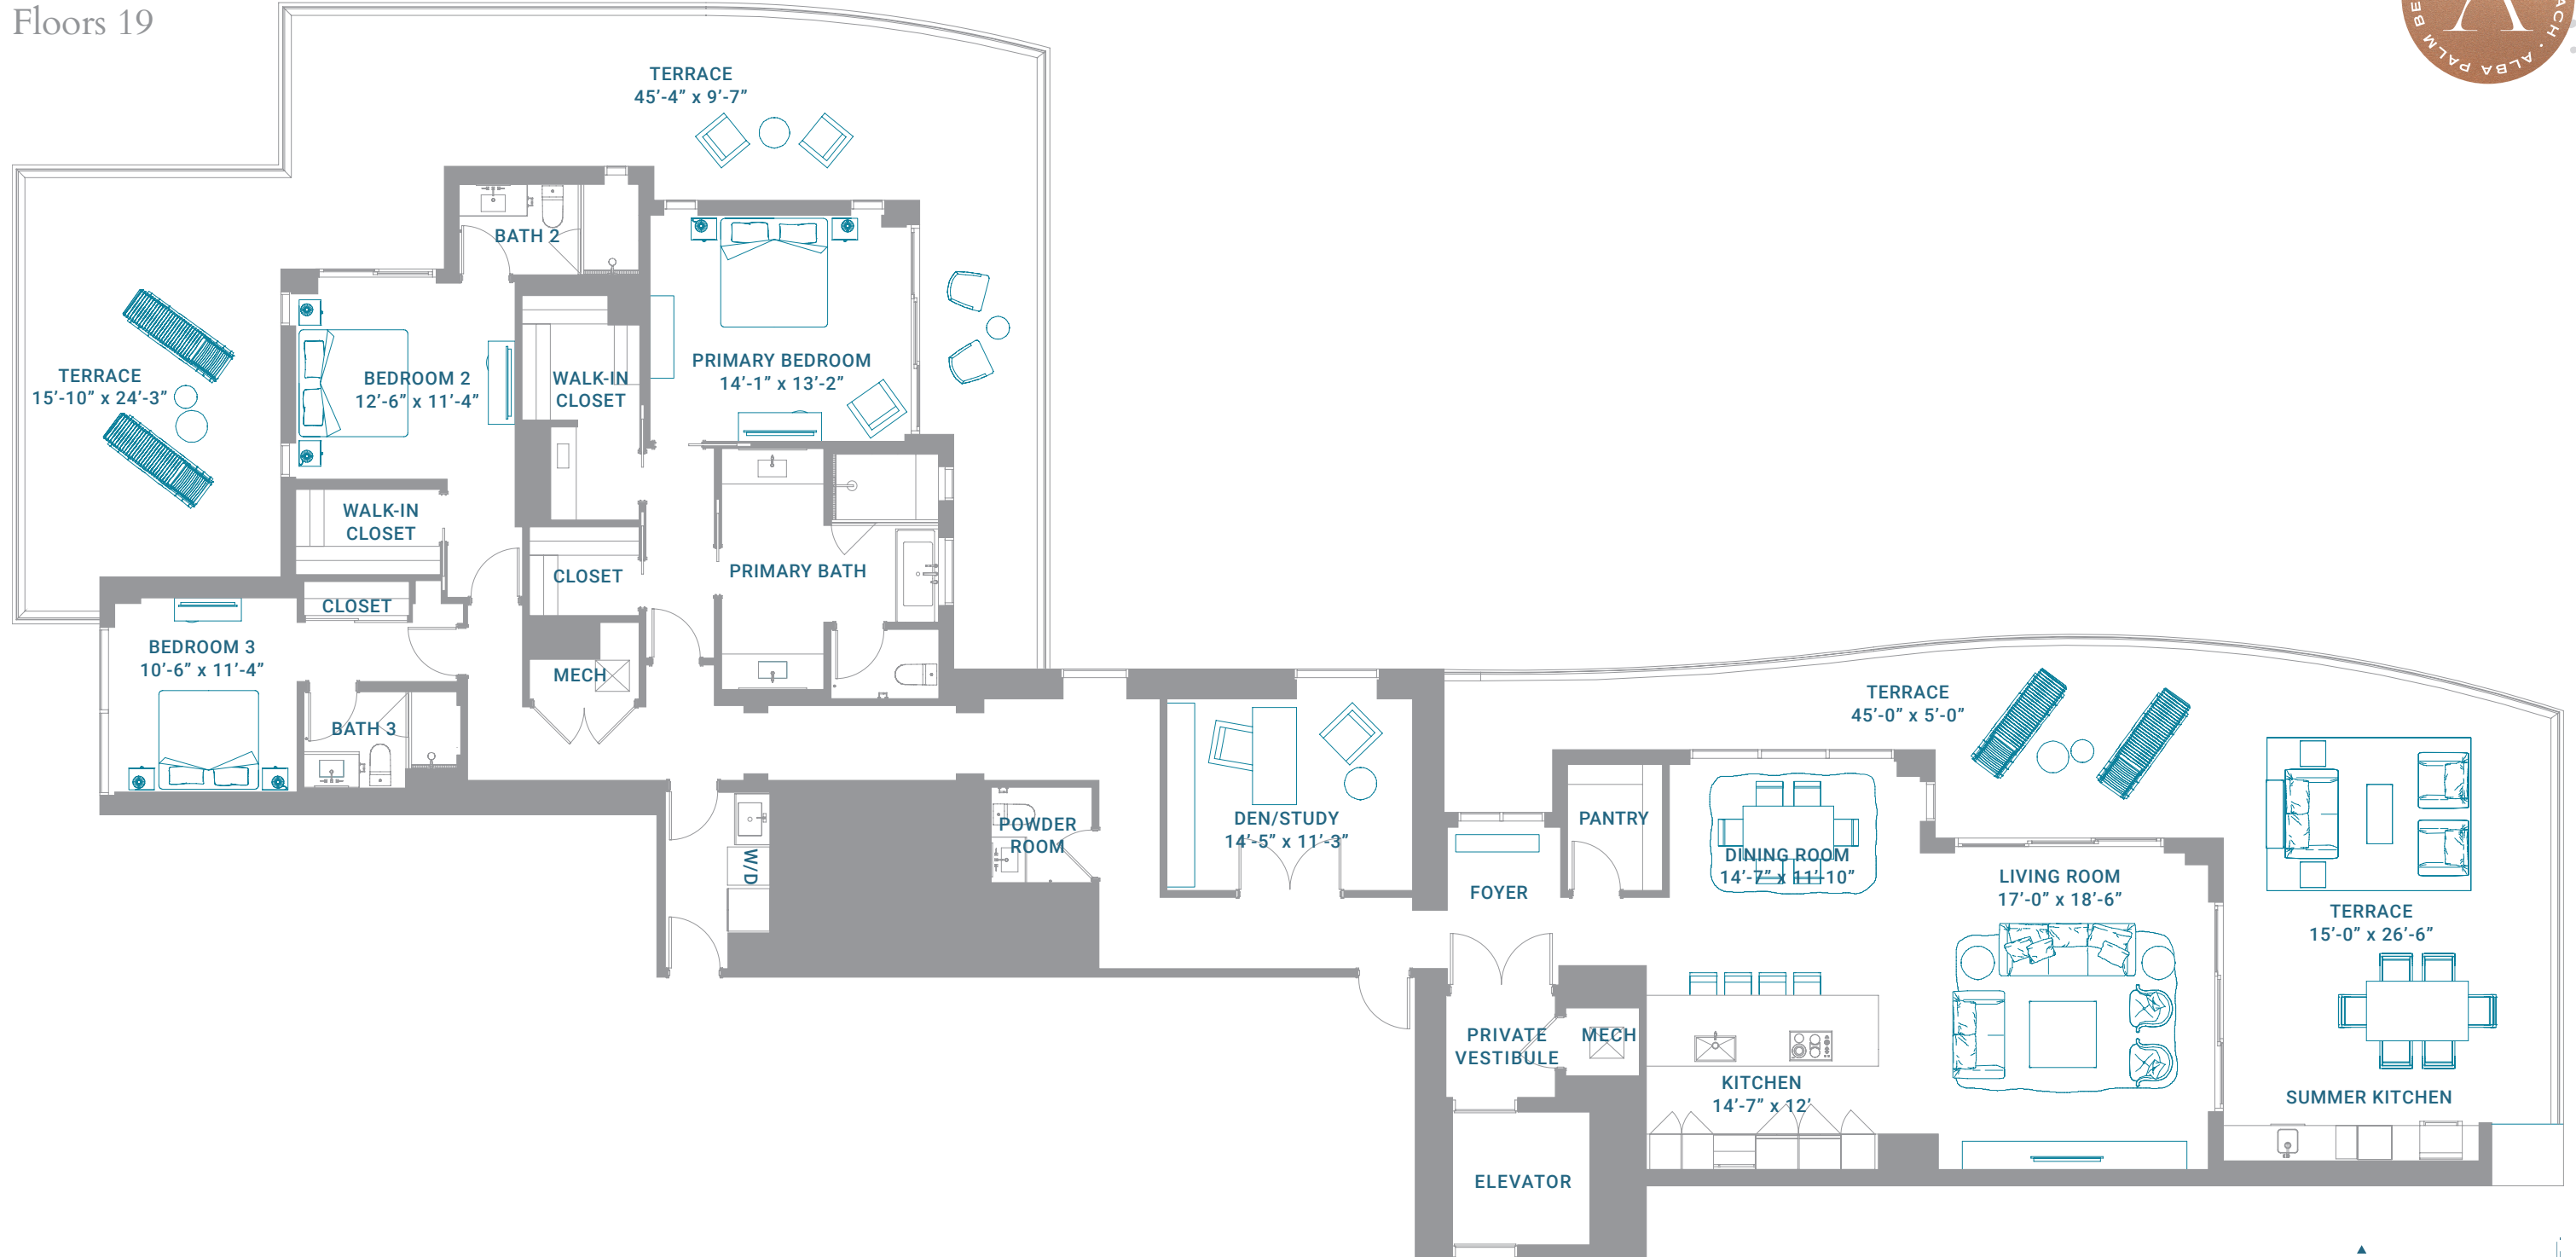 Floors 19
BE
ACH · ALBA PALM
A
TERRACE
45’-4” x 9’-7”
BATH 2
TERRACE
15’-10” x 24’-3”
BEDROOM 2
12’-6” x 11’-4”
WALK-IN
CLOSET
PRIMARY BEDROOM
14’-1” x 13’-2”
WALK-IN
CLOSET
CLOSET
PRIMARY BATH
CLOSET
BEDROOM 3
10’-6” x 11’-4”
MECH
BATH 3
W/D
POWDER
ROOM
DEN/STUDY
14’-5” x 11’-3”
FOYER
PANTRY
TERRACE
45’-0” x 5’-0”
DINING ROOM
14’-7” x 11’-10”
LIVING ROOM
17’-0” x 18’-6”
TERRACE
15’-0” x 26’-6”
PRIVATE
VESTIBULE
MECH
KITCHEN
14’-7” x 12’
SUMMER KITCHEN
ELEVATOR